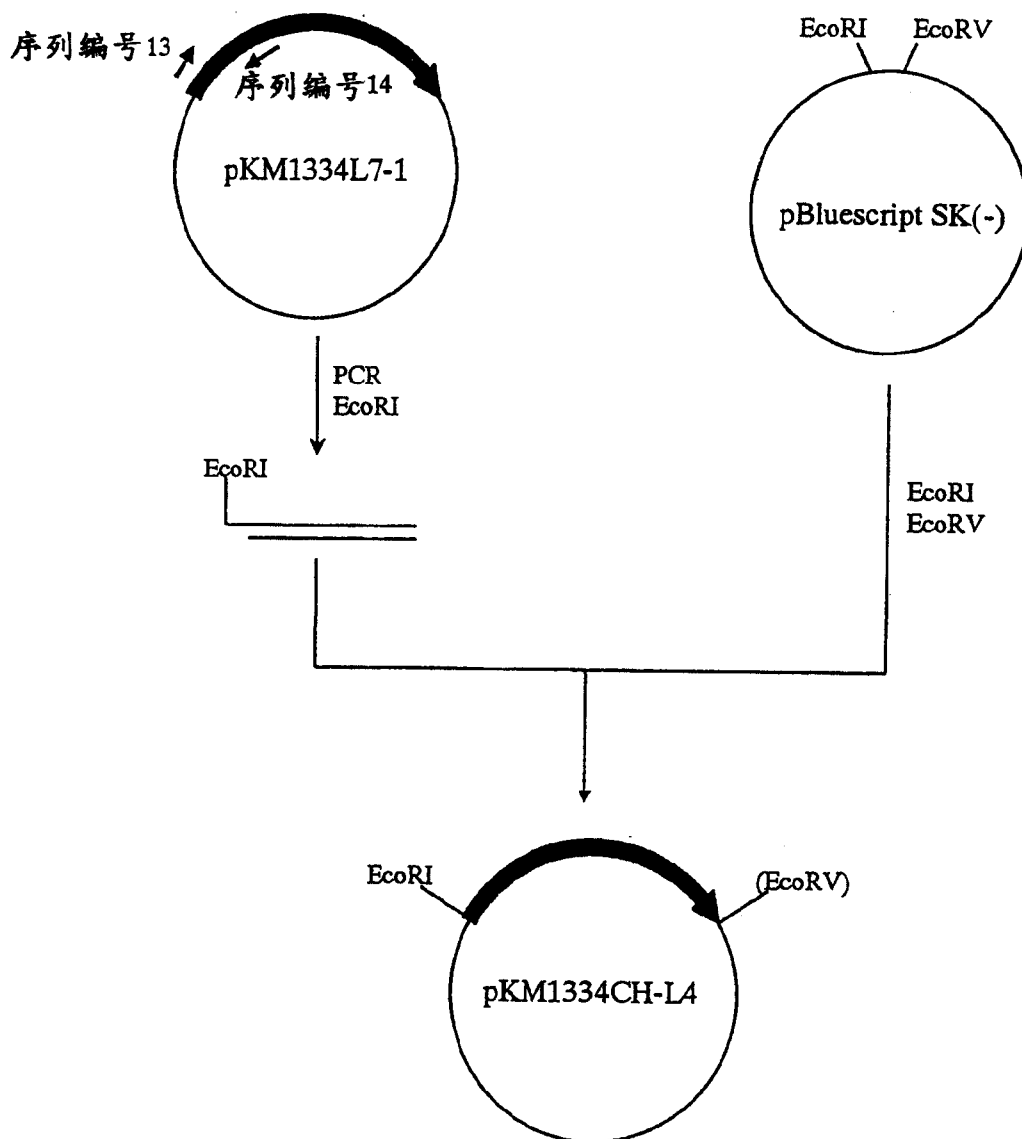 序列编号13
序列编号14
pKM1334L7-1
EcoRI
EcoRV
pBluescript SK(-)
PCR
EcoRI
EcoRI
EcoRI
EcoRV
EcoRI
(EcoRV)
pKM1334CH-L4